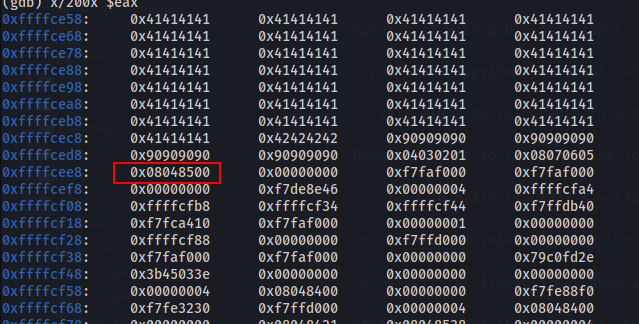 (gdb) x/200x $eax
0xffffce58: 0x41414141 0x41414141 0x41414141 0x41414141
0xffffce68: 0x41414141 0x41414141 0x41414141 0x41414141
0xffffce78: 0x41414141 0x41414141 0x41414141 0x41414141
0xffffce88: 0x41414141 0x41414141 0x41414141 0x41414141
0xffffce98: 0x41414141 0x41414141 0x41414141 0x41414141
0xffffcea8: 0x41414141 0x41414141 0x41414141 0x41414141
0xffffceb8: 0x41414141 0x41414141 0x41414141 0x41414141
0xffffcec8: 0x41414141 0x42424242 0x90909090 0x90909090
0xffffced8: 0x90909090 0x90909090 0x04030201 0x08070605
0xffffcee8: 0x08048500 0x00000000 0xf7faf000 0xf7faf000
0xffffcef8: 0x00000000 0xf7de8e46 0x00000004 0xffffcfa4
0xffffcf08: 0xffffcfb8 0xffffcf34 0xffffcf44 0xf7ffdb40
0xffffcf18: 0xf7fca410 0xf7faf000 0x00000001 0x00000000
0xffffcf28: 0xffffcf88 0x00000000 0xf7ffd000 0x00000000
0xffffcf38: 0xf7faf000 0xf7faf000 0x00000000 0x79c0fd2e
0xffffcf48: 0x3b45033e 0x00000000 0x00000000 0x00000000
0xffffcf58: 0x00000004 0x08048400 0x00000000 0xf7fe88f0
0xffffcf68: 0xf7fe3230 0xf7ffd000 0x00000004 0x08048400